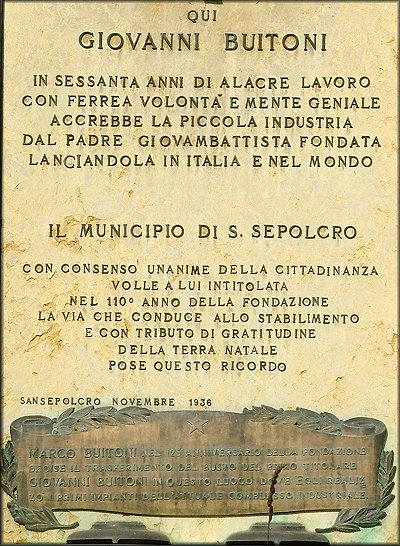 QUI
GIOVANNI BUITONI
IN SESSANTA ANNI DI ALACRE LAVORO
CON FERREA VOLONTA' E MENTE GENIALE
ACCREBBE LA PICCOLA INDUSTRIA
DAL PADRE GIOVAMBATTISTA FONDATA
LANCIANDOLA IN ITALIA E NEL MONDO
IL MUNICIPIO DI S. SEPOLCRO
CON CONSENSO UNANIME DELLA CITTADINANZA
VOLLE A LUI INTITOLATA
NEL 110° ANNO DELLA FONDAZIONE
LA VIA CHE CONDUCE ALLO STABILIMENTO
E CON TRIBUTO DI GRATITUDINE
DELLA TERRA NATALE
POSE QUESTO RICORDO
SANSEPOLCRO NOVEMBRE 1936
MARCO BUITONI NEL 125° ANNIVERSARIO DELLA FONDAZIONE
DECISE IL TRASFERIMENTO DEL BUSTO DEL PRIMO TITOLARE
GIOVANNI BUITONI IN QUESTO LUOGO DOVE EGLI REALIZ
ZO I PRIMI IMPIANTI DELL'ATTUALE COMPLESSO INDUSTRIALE.